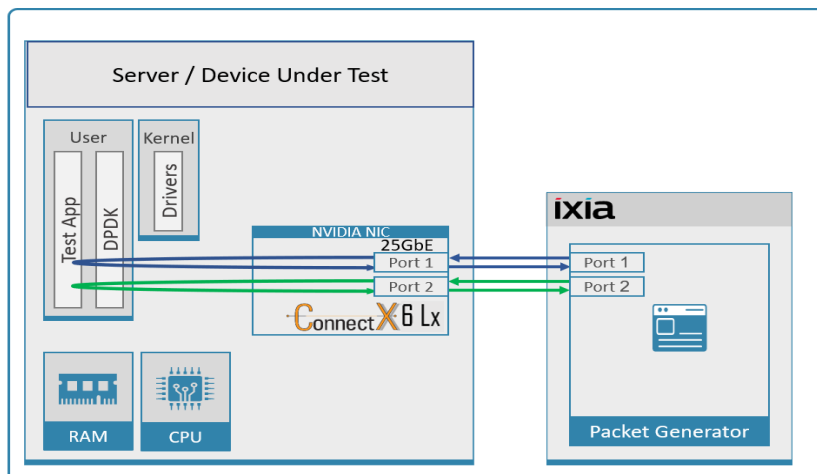 Server / Device Under Test
User
Kernel
Test App
DPDK
Drivers
NVIDIA NIC
25GbE
Port 1
Port 2
ConnectX 6 Lx
RAM
CPU
ixia
Port 1
Port 2
Packet Generator